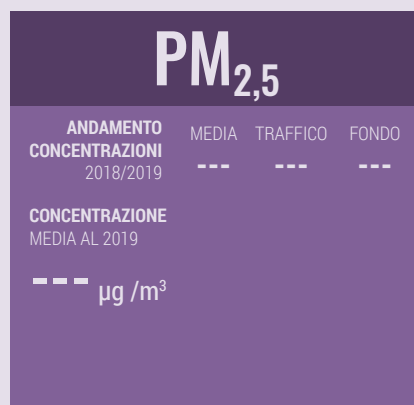 PM2,5
ANDAMENTO
CONCENTRAZIONI
2018/2019
MEDIA TRAFFICO FONDO
--- --- ---
CONCENTRAZIONE
MEDIA AL 2019
--- µg /m³